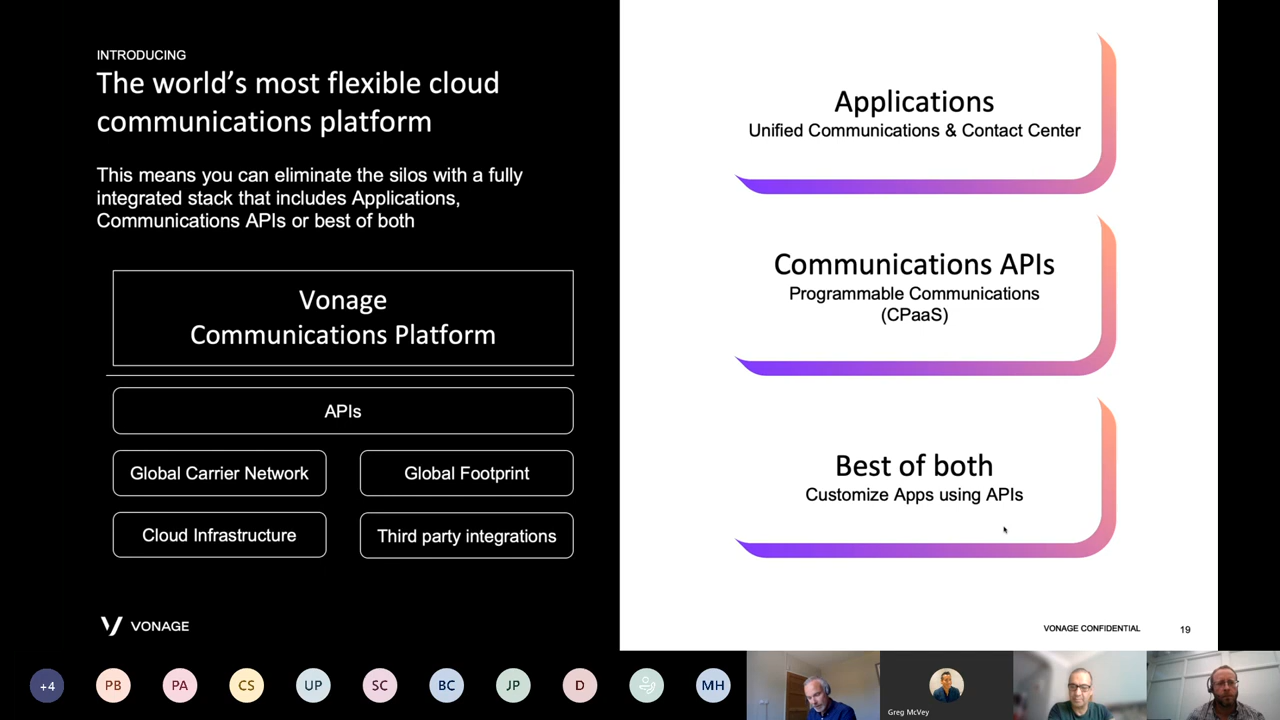 INTRODUCING
The world's most flexible cloud
communications platform
This means you can eliminate the silos with a fully
integrated stack that includes Applications,
Communications APIs or best of both
Vonage
Communications Platform
APIs
Global Carrier Network
Global Footprint
Cloud Infrastructure
Third party integrations
VONAGE
Applications
Unified Communications & Contact Center
Communications APIs
Programmable Communications
(CPaaS)
Best of both
Customize Apps using APIs
VONAGE CONFIDENTIAL
19
+4
PB
PA
CS
UP
SC
BC
JP
D
MH
Greg McVey